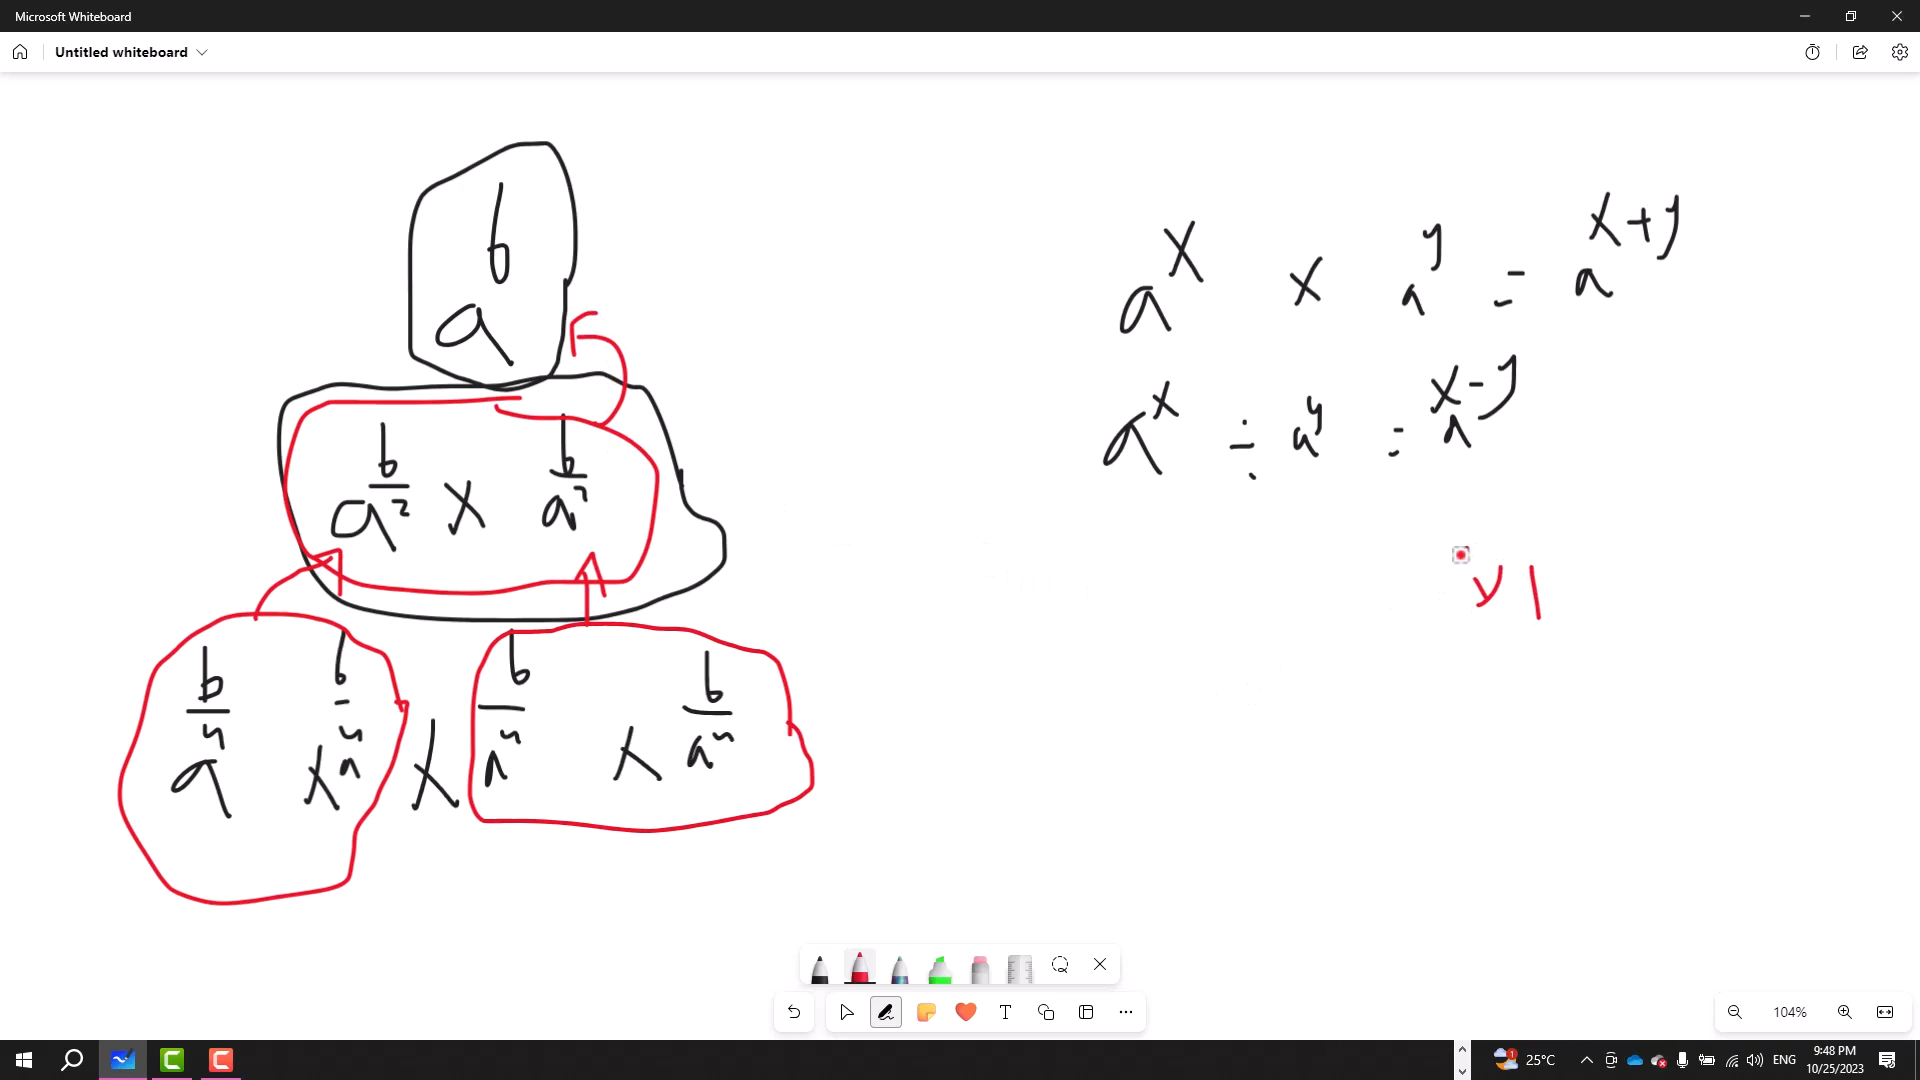 Microsoft Whiteboard
Untitled whiteboard
a^b
a^(b/2) x a^(b/2)
a^(b/4) x a^(b/4) x a^(b/4) x a^(b/4)
a^x x a^y = a^(x+y)
a^x ÷ a^y = a^(x-y)
104%
1
25°C
ENG
9:48 PM
10/25/2023